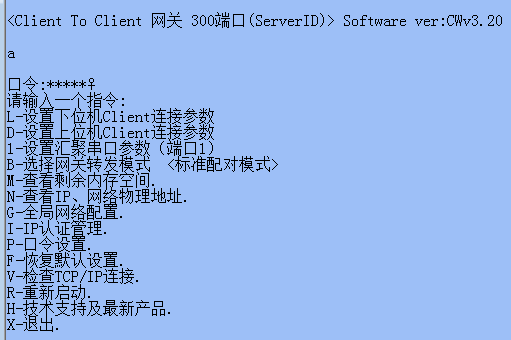 <Client To Client 网关 300端口(ServerID)> Software ver:CWv3.20
a
口令:*****♀
请输入一个指令:
L-设置下位机Client连接参数
D-设置上位机Client连接参数
1-设置汇聚串口参数（端口1）
B-选择网关转发模式 <标准配对模式>
M-查看剩余内存空间.
N-查看IP、网络物理地址.
G-全局网络配置.
I-IP认证管理.
P-口令设置.
F-恢复默认设置.
V-检查TCP/IP连接.
R-重新启动.
H-技术支持及最新产品.
X-退出.